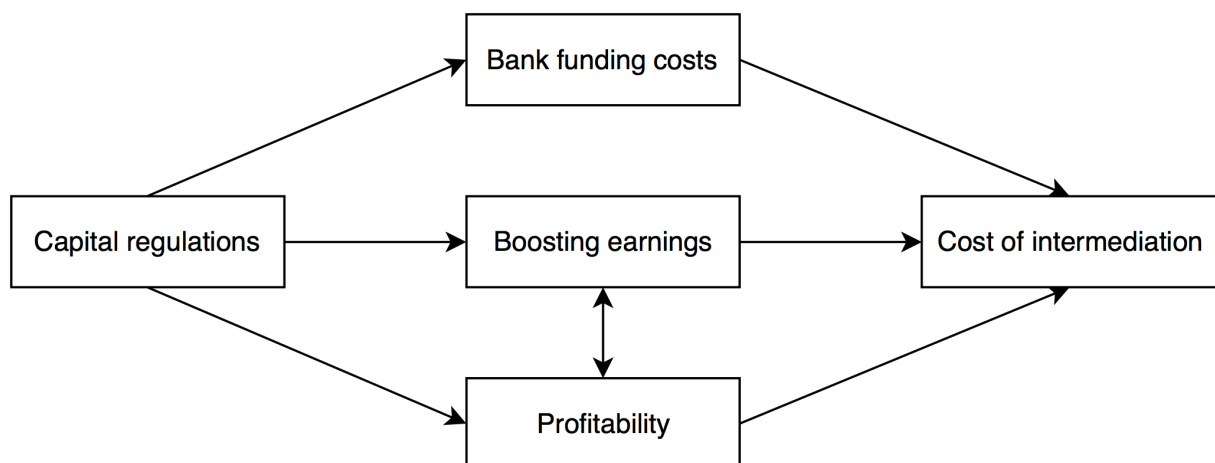 Bank funding costs
Capital regulations
Boosting earnings
Cost of intermediation
Profitability